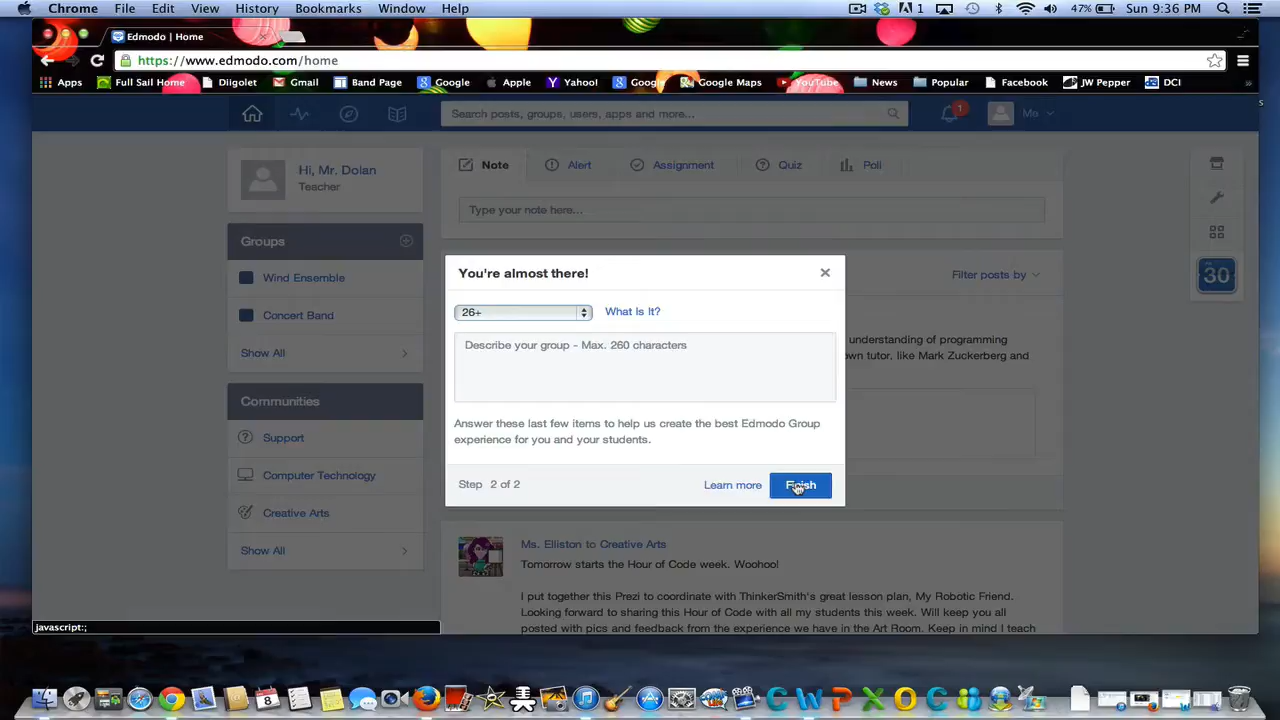 Chrome File Edit View History Bookmarks Window Help 1 47% Sun 9:36 PM
Edmodo | Home
https://www.edmodo.com/home
Apps Full Sail Home Diigolet Gmail Band Page Google Apple Yahoo! Google Maps YouTube News Popular Facebook JW Pepper DCI »
Search posts, groups, users, apps and more... 1 Me
Hi, Mr. Dolan
Teacher
Note Alert Assignment Quiz Poll
Type your note here...
Groups
Wind Ensemble
Concert Band
Show All
Communities
Support
Computer Technology
Creative Arts
Show All
Filter posts by
30
understanding of programming
own tutor, like Mark Zuckerberg and
You're almost there!
26+ What Is It?
Describe your group - Max. 260 characters
Answer these last few items to help us create the best Edmodo Group
experience for you and your students.
Step 2 of 2 Learn more Finish
Ms. Elliston to Creative Arts
Tomorrow starts the Hour of Code week. Woohoo!
I put together this Prezi to coordinate with ThinkerSmith's great lesson plan, My Robotic Friend.
Looking forward to sharing this Hour of Code with all my students this week. Will keep you all
posted with pics and feedback from the experience we have in the Art Room. Keep in mind I teach
javascript:;